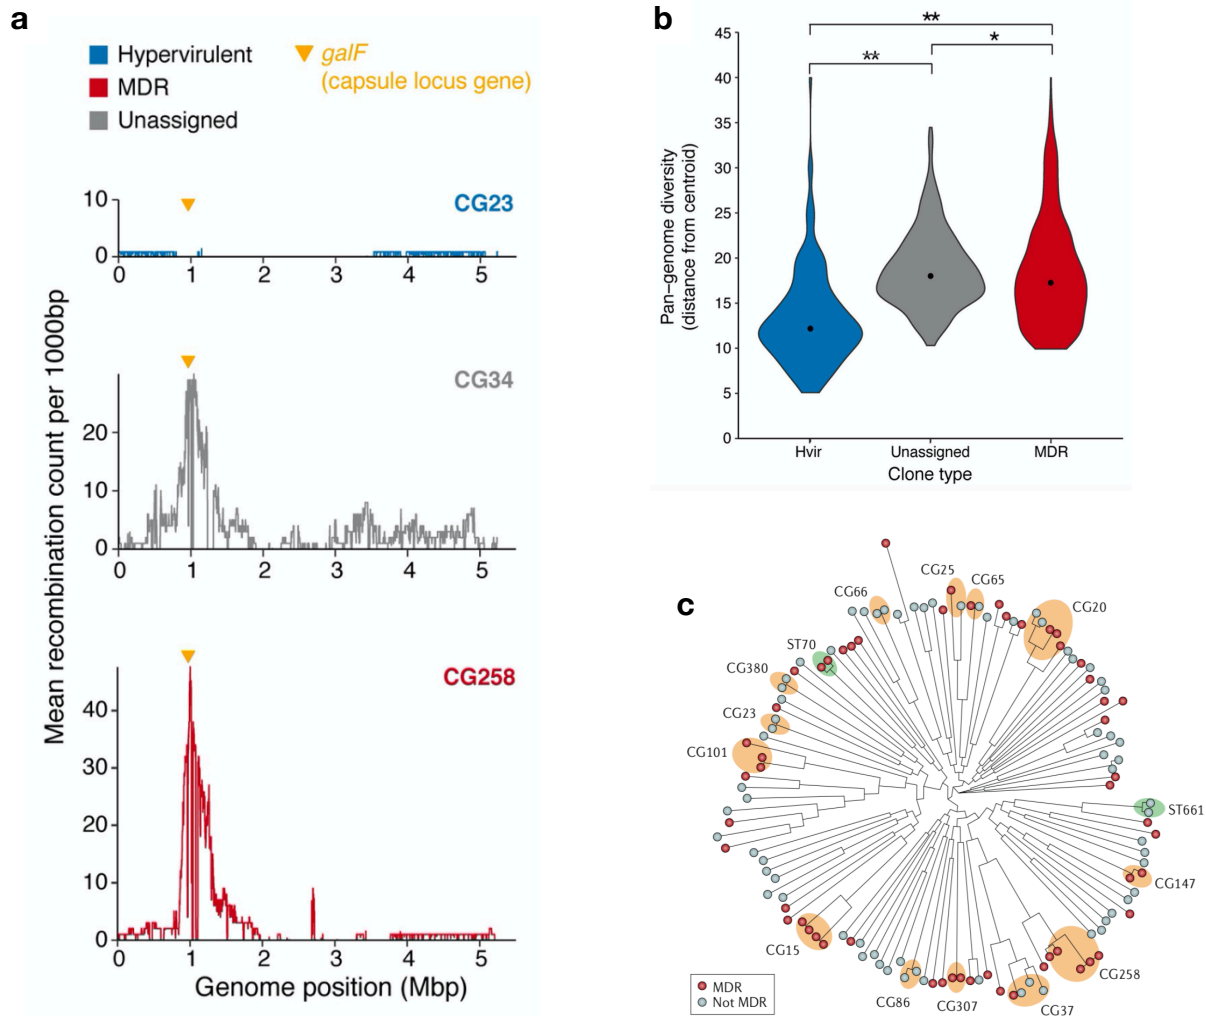 a
Hypervirulent
MDR
Unassigned
galF
(capsule locus gene)
Mean recombination count per 1000bp
CG23
10
0
0 1 2 3 4 5
CG34
20
10
0
0 1 2 3 4 5
CG258
40
30
20
10
0
0 1 2 3 4 5
Genome position (Mbp)
b
**
*
**
Pan-genome diversity
(distance from centroid)
45
40
35
30
25
20
15
10
5
0
Hvir Unassigned MDR
Clone type
c
CG25
CG65
CG66
CG20
ST70
CG380
CG23
CG101
ST661
CG147
CG15
CG258
CG86
CG307
CG37
MDR
Not MDR